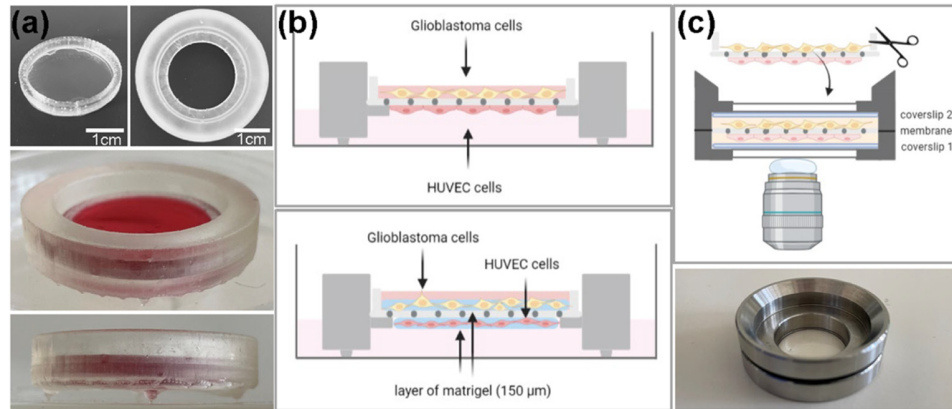 (a)
1cm
1cm
(b)
Glioblastoma cells
HUVEC cells
Glioblastoma cells
HUVEC cells
layer of matrigel (150 µm)
(c)
coverslip 2
membrane
coverslip 1